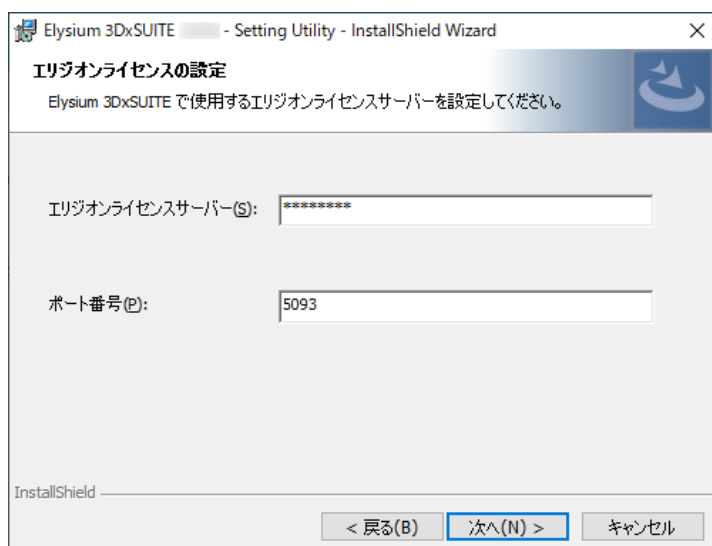 Elysium 3DxSUITE - Setting Utility - InstallShield Wizard
エリジオンライセンスの設定
Elysium 3DxSUITE で使用するエリジオンライセンスサーバーを設定してください。
エリジオンライセンスサーバー(S): ********
ポート番号(P): 5093
InstallShield
< 戻る(B) 次へ(N) > キャンセル